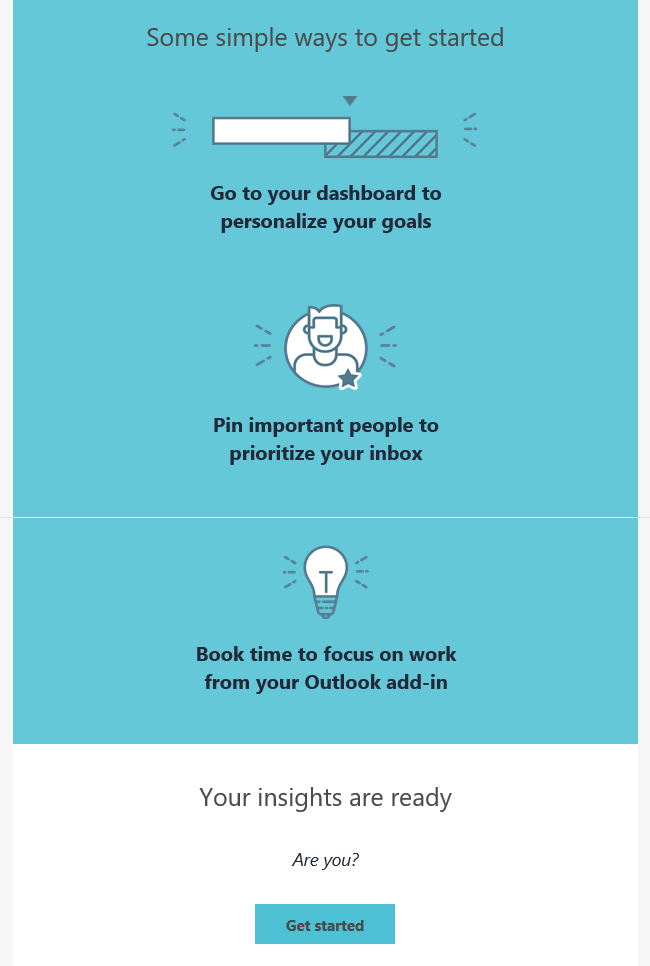 Some simple ways to get started
Go to your dashboard to
personalize your goals
Pin important people to
prioritize your inbox
Book time to focus on work
from your Outlook add-in
Your insights are ready
Are you?
Get started